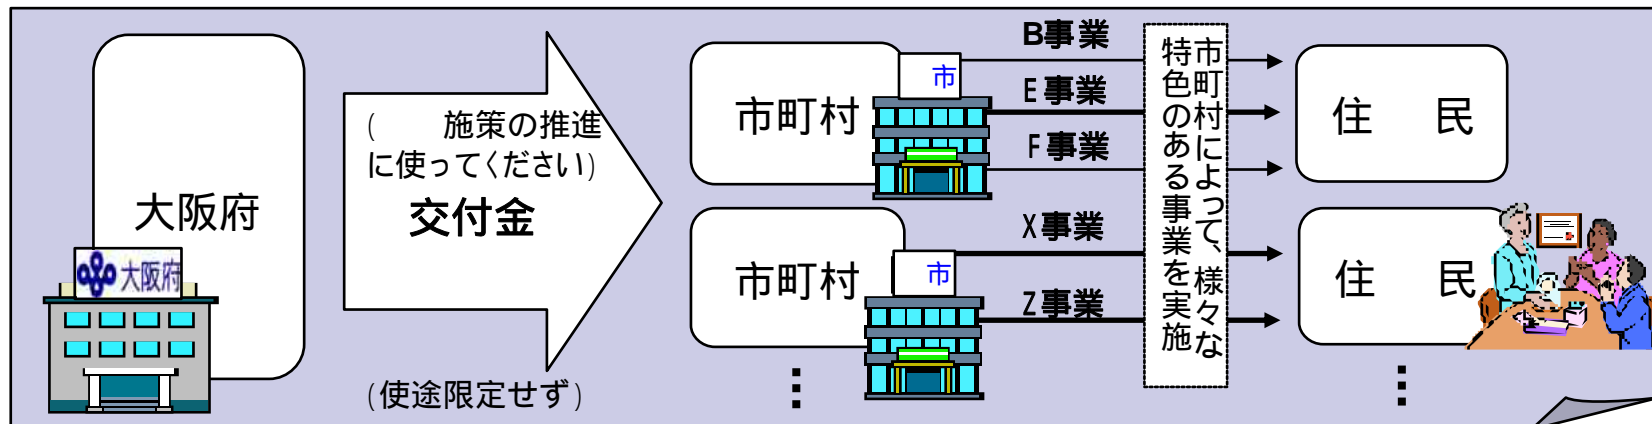 大阪府
大阪府
(　　施策の推進
に使ってください)
交付金
(使途限定せず)
市町村
市
市町村
市
B事業
E事業
F事業
X事業
Z事業
市町村によって、様々な
特色のある事業を実施
住　民
住　民